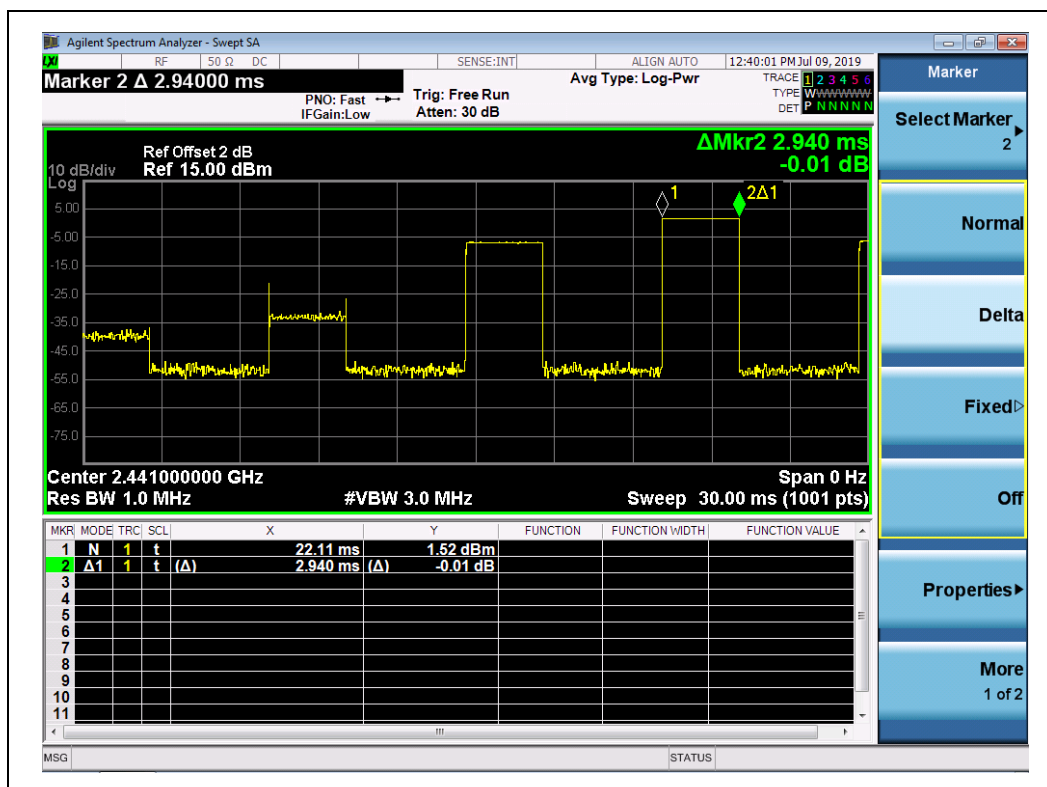 Agilent Spectrum Analyzer - Swept SA
LXI RF 50 Ω DC SENSE:INT ALIGN AUTO 12:40:01 PM Jul 09, 2019
Marker 2 Δ 2.94000 ms
PNO: Fast
IFGain:Low
Trig: Free Run
Atten: 30 dB
Avg Type: Log-Pwr
TRACE 1 2 3 4 5 6
TYPE WWWWWWW
DET P N N N N N
ΔMkr2 2.940 ms
-0.01 dB
Ref Offset 2 dB
10 dB/div Ref 15.00 dBm
Log
1
2Δ1
5.00
-5.00
-15.0
-25.0
-35.0
-45.0
-55.0
-65.0
-75.0
Center 2.441000000 GHz Span 0 Hz
Res BW 1.0 MHz #VBW 3.0 MHz Sweep 30.00 ms (1001 pts)
MKR MODE TRC SCL X Y FUNCTION FUNCTION WIDTH FUNCTION VALUE
1 N 1 t 22.11 ms 1.52 dBm
2 Δ1 1 t (Δ) 2.940 ms (Δ) -0.01 dB
3
4
5
6
7
8
9
10
11
MSG STATUS
Marker
Select Marker
2
Normal
Delta
Fixed
Off
Properties
More
1 of 2